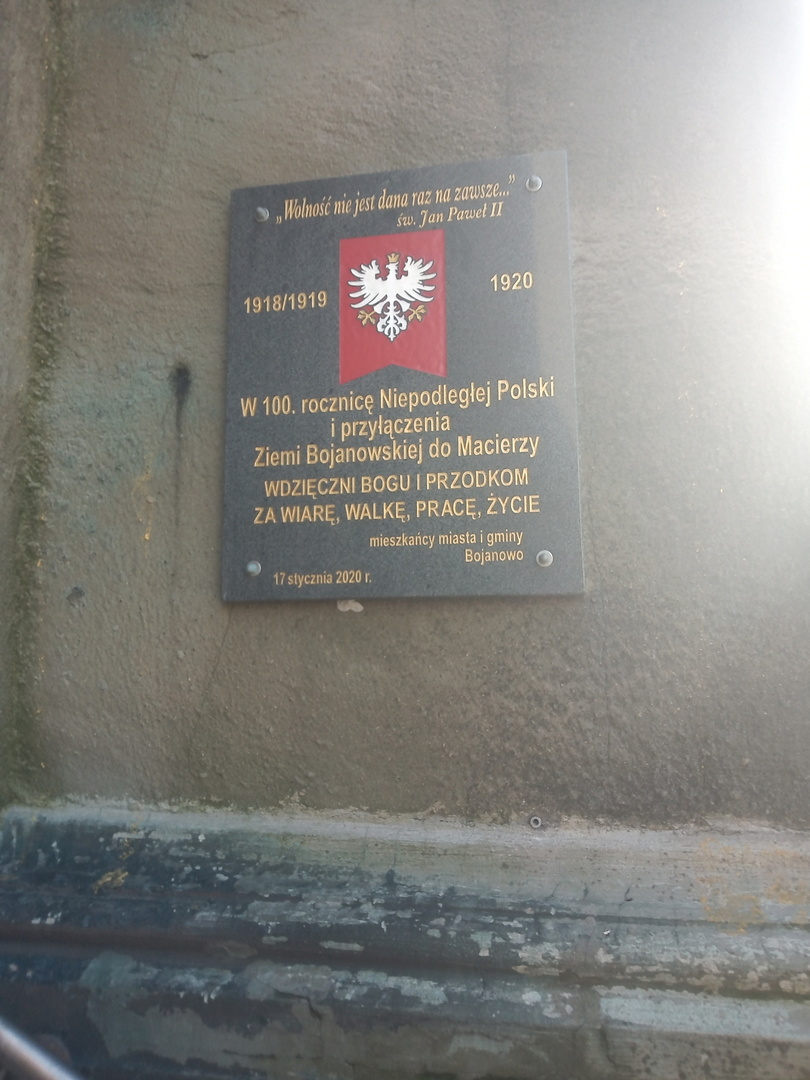 „Wolność nie jest dana raz na zawsze..."
św. Jan Paweł II
1918/1919
1920
W 100. rocznicę Niepodległej Polski
i przyłączenia
Ziemi Bojanowskiej do Macierzy
WDZIĘCZNI BOGU I PRZODKOM
ZA WIARĘ, WALKĘ, PRACĘ, ŻYCIE
mieszkańcy miasta i gminy
Bojanowo
17 stycznia 2020 r.